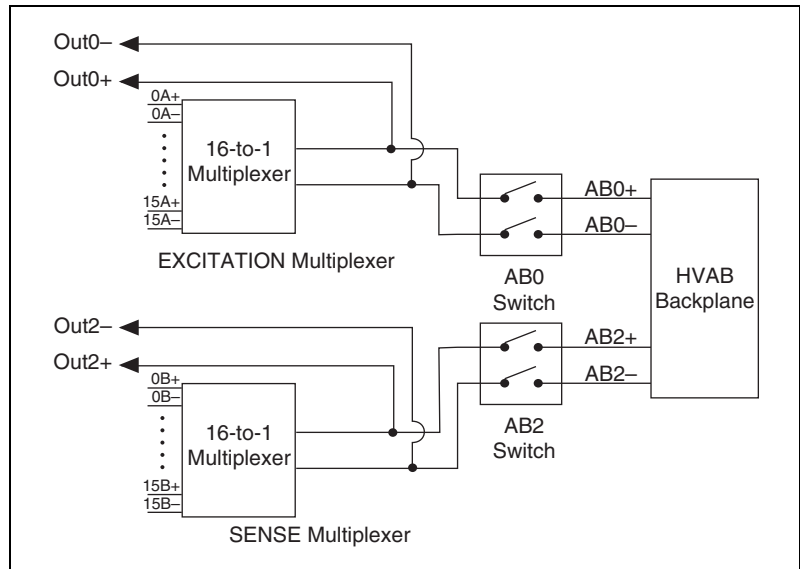 Out0–
Out0+
0A+
0A–
15A+
15A–
16-to-1
Multiplexer
EXCITATION Multiplexer
AB0
Switch
AB0+
AB0–
HVAB
Backplane
AB2+
AB2–
Out2–
Out2+
0B+
0B–
15B+
15B–
16-to-1
Multiplexer
SENSE Multiplexer
AB2
Switch